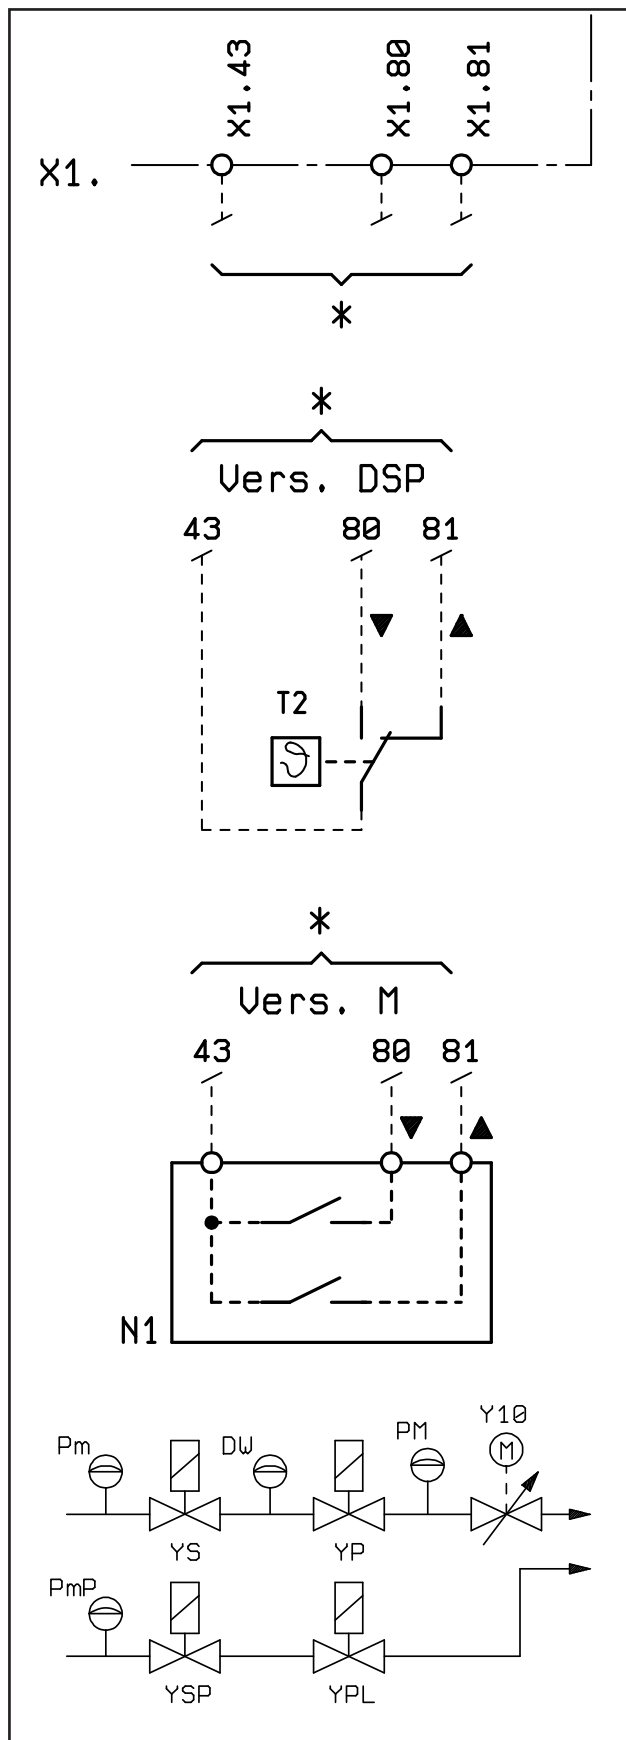 X1.43 X1.80 X1.81
X1.
*
*
Vers. DSP
43 80 81
T2
*
Vers. M
43 80 81
N1
Pm DW PM Y10
M
YS YP
PmP
YSP YPL